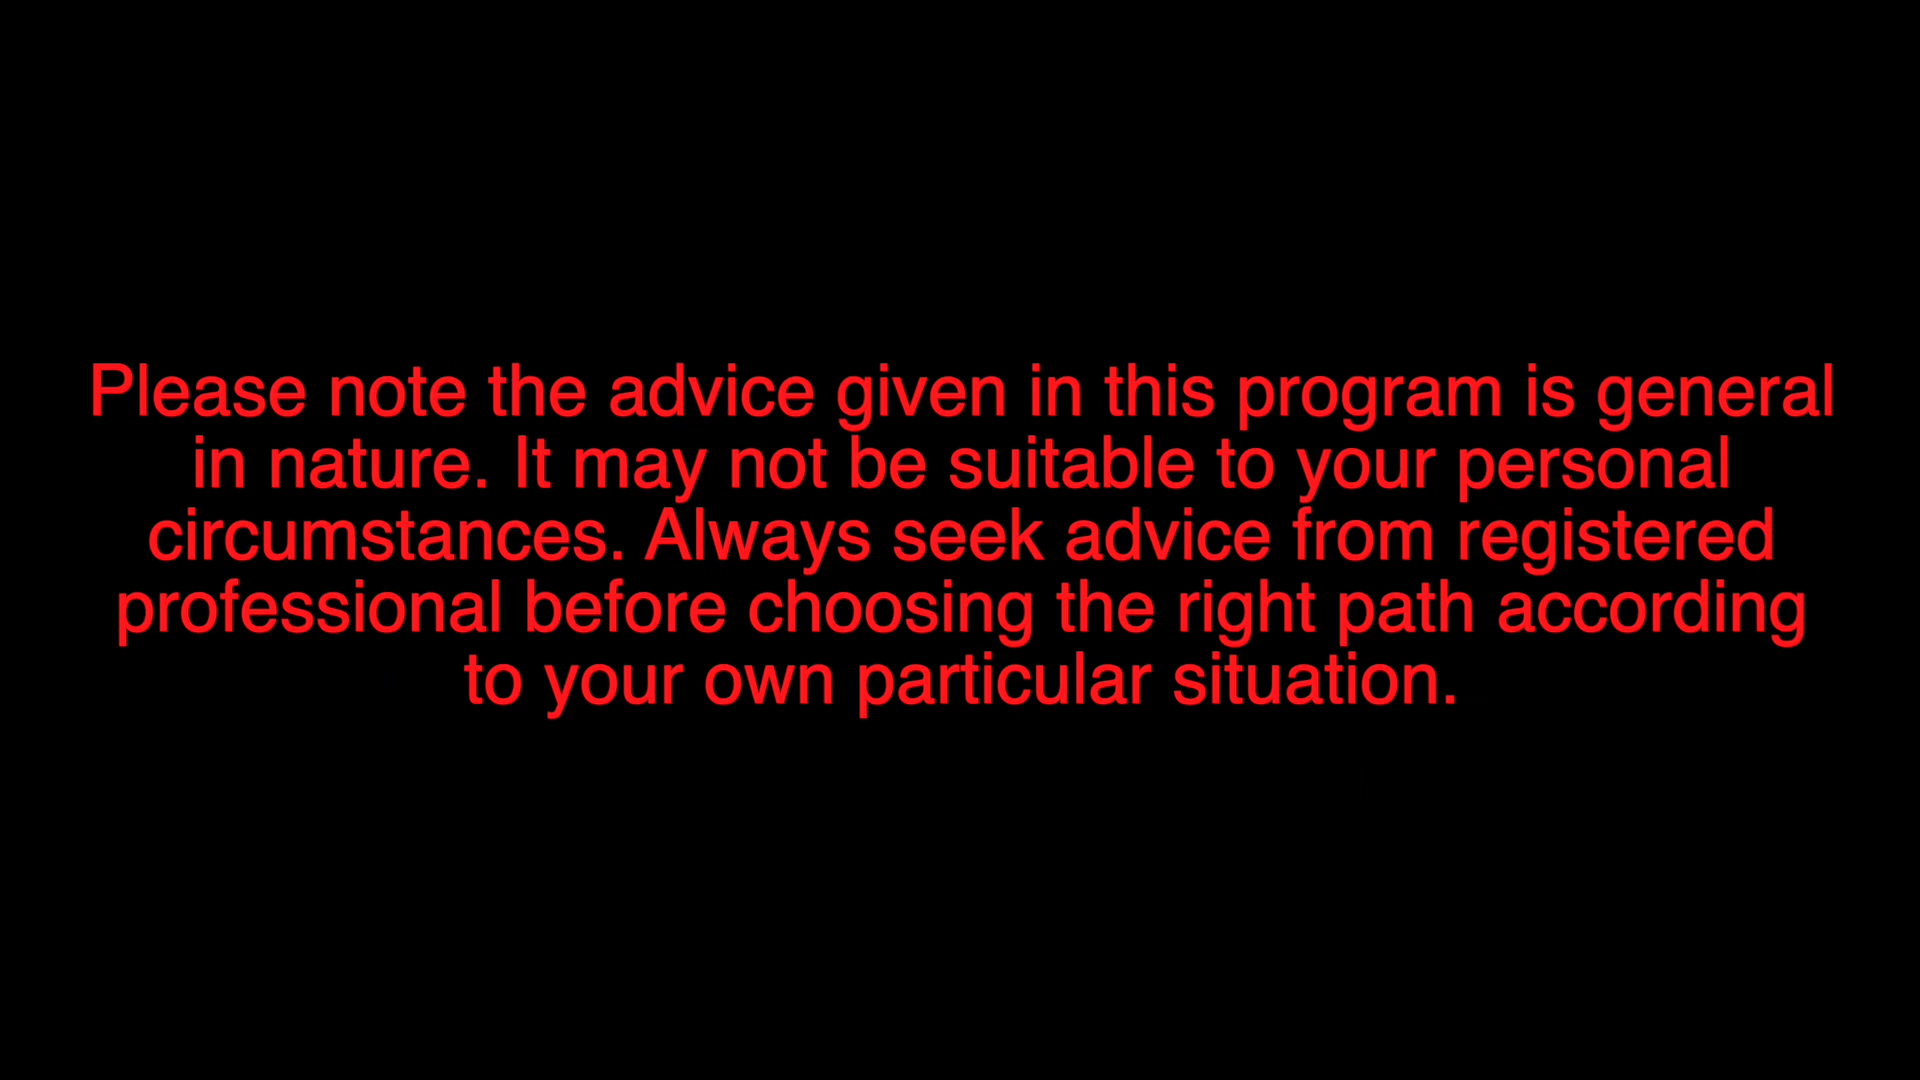 Please note the advice given in this program is general
in nature. It may not be suitable to your personal
circumstances. Always seek advice from registered
professional before choosing the right path according
to your own particular situation.